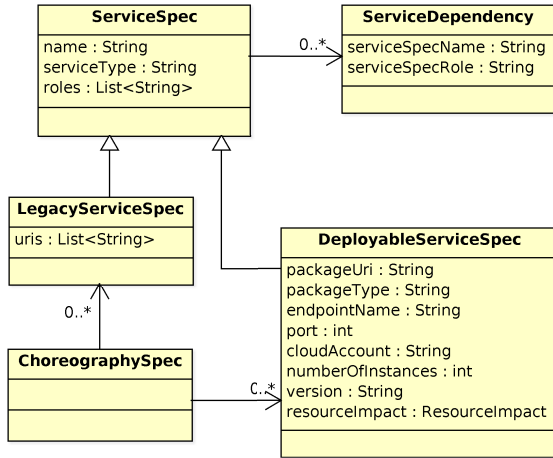 ServiceSpec
name : String
serviceType : String
roles : List<String>
0..*
ServiceDependency
serviceSpecName : String
serviceSpecRole : String
LegacyServiceSpec
uris : List<String>
0..*
DeployableServiceSpec
packageUri : String
packageType : String
endpointName : String
port : int
cloudAccount : String
numberOfInstances : int
version : String
resourceImpact : ResourceImpact
ChoreographySpec
0..*